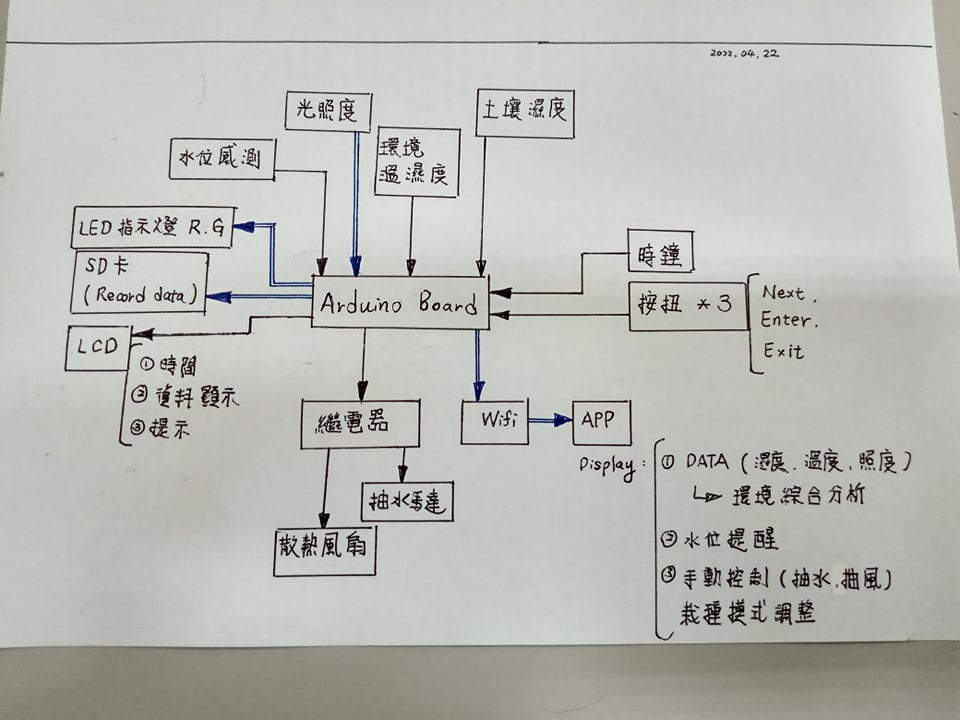 2022.04.22
光照度
土壤濕度
水位感測
環境
溫濕度
LED 指示燈 R.G
時鐘
SD卡
(Record data)
Arduino Board
按扭 * 3
Next.
Enter.
Exit
LCD
① 時間
② 資料顯示
③ 提示
繼電器
Wifi
APP
抽水馬達
散熱風扇
Display:
① DATA (濕度.溫度.照度)
環境綜合分析
② 水位提醒
③ 手動控制 (抽水.抽風)
栽種模式調整